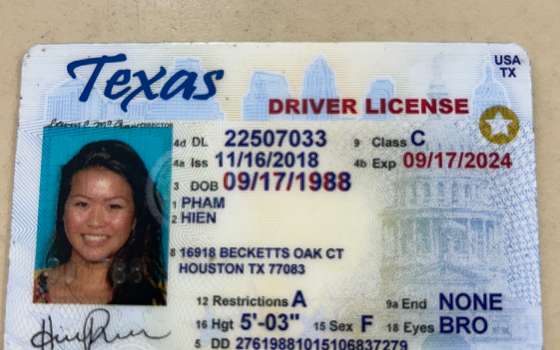 Texas
USA
TX
DRIVER LICENSE
4d DL 22507033 9 Class C
4a Iss 11/16/2018 4b Exp 09/17/2024
3 DOB 09/17/1988
1 PHAM
2 HIEN
8 16918 BECKETTS OAK CT
HOUSTON TX 77083
12 Restrictions A 9a End NONE
16 Hgt 5'-03" 15 Sex F 18 Eyes BRO
5 DD 27619881015106837279